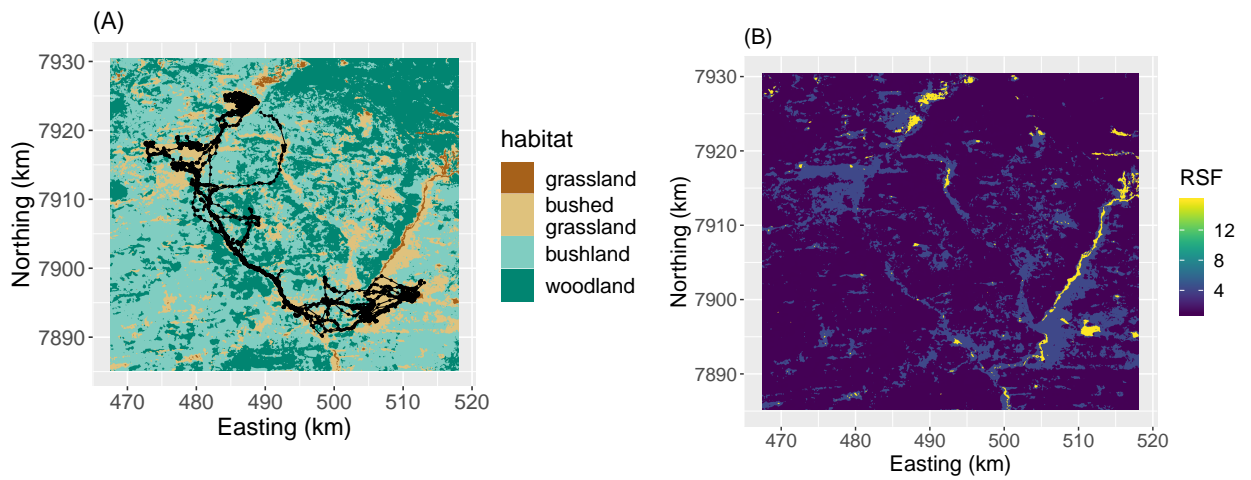 (A)
7930
7920
7910
7900
7890
Northing (km)
470
480
490
500
510
520
Easting (km)
habitat
grassland
bushed
grassland
bushland
woodland
(B)
7930
7920
7910
7900
7890
Northing (km)
470
480
490
500
510
520
Easting (km)
RSF
12
8
4